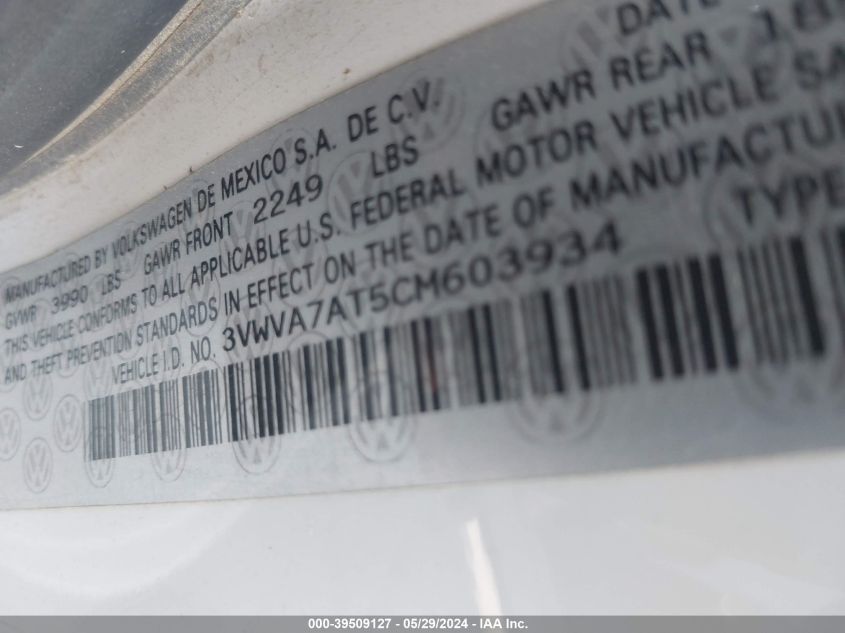 DATE
MANUFACTURED BY VOLKSWAGEN DE MEXICO S.A. DE C.V.
GVWR 3990 LBS GAWR FRONT 2249 LBS GAWR REAR
THIS VEHICLE CONFORMS TO ALL APPLICABLE U.S. FEDERAL MOTOR VEHICLE SA
AND THEFT PREVENTION STANDARDS IN EFFECT ON THE DATE OF MANUFACTUR
VEHICLE I.D. NO. 3VWVA7AT5CM603934 TYPE
000-39509127 - 05/29/2024 - IAA Inc.